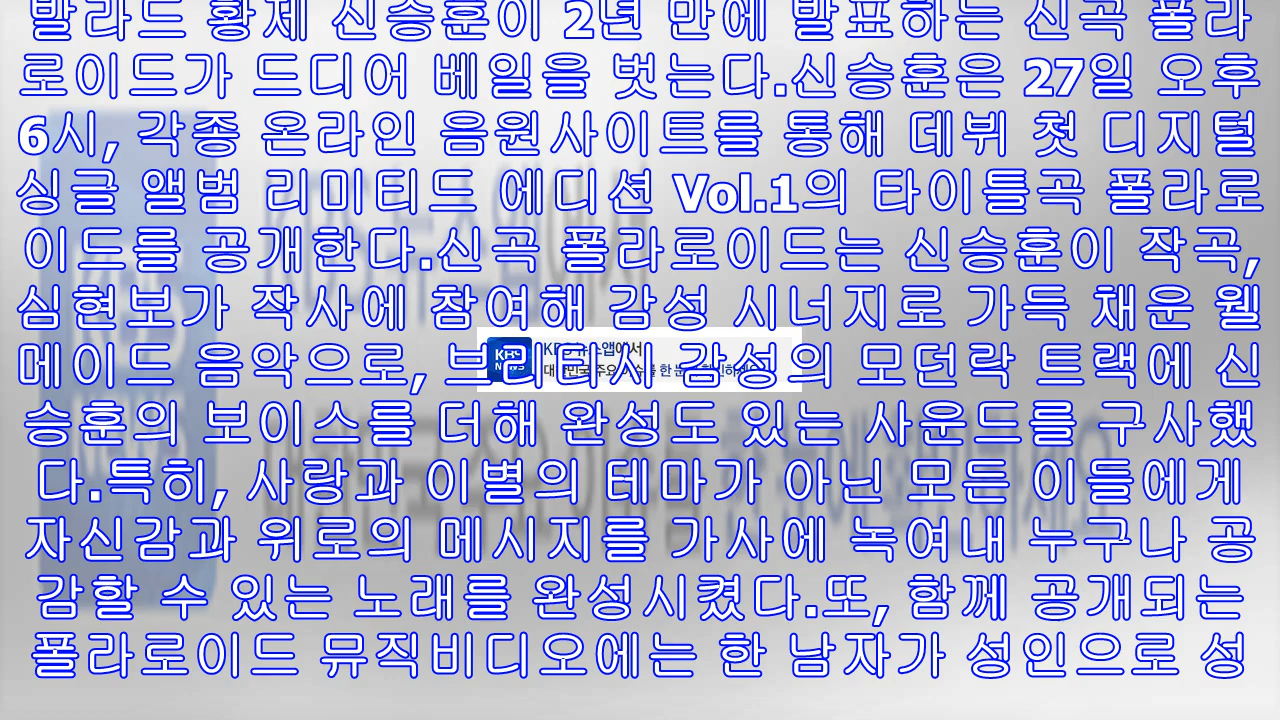 발라드 황제 신승훈이 2년 만에 발표하는 신곡 폴라
로이드가 드디어 베일을 벗는다.신승훈은 27일 오후
6시, 각종 온라인 음원사이트를 통해 데뷔 첫 디지털
싱글 앨범 리미티드 에디션 Vol.1의 타이틀곡 폴라로
이드를 공개한다.신곡 폴라로이드는 신승훈이 작곡,
심현보가 작사에 참여해 감성 시너지로 가득 채운 웰
메이드 음악으로, 브리티시 감성의 모던락 트랙에 신
승훈의 보이스를 더해 완성도 있는 사운드를 구사했
다.특히, 사랑과 이별의 테마가 아닌 모든 이들에게
자신감과 위로의 메시지를 가사에 녹여내 누구나 공
감할 수 있는 노래를 완성시켰다.또, 함께 공개되는
폴라로이드 뮤직비디오에는 한 남자가 성인으로 성
KBS 뉴스앱에서